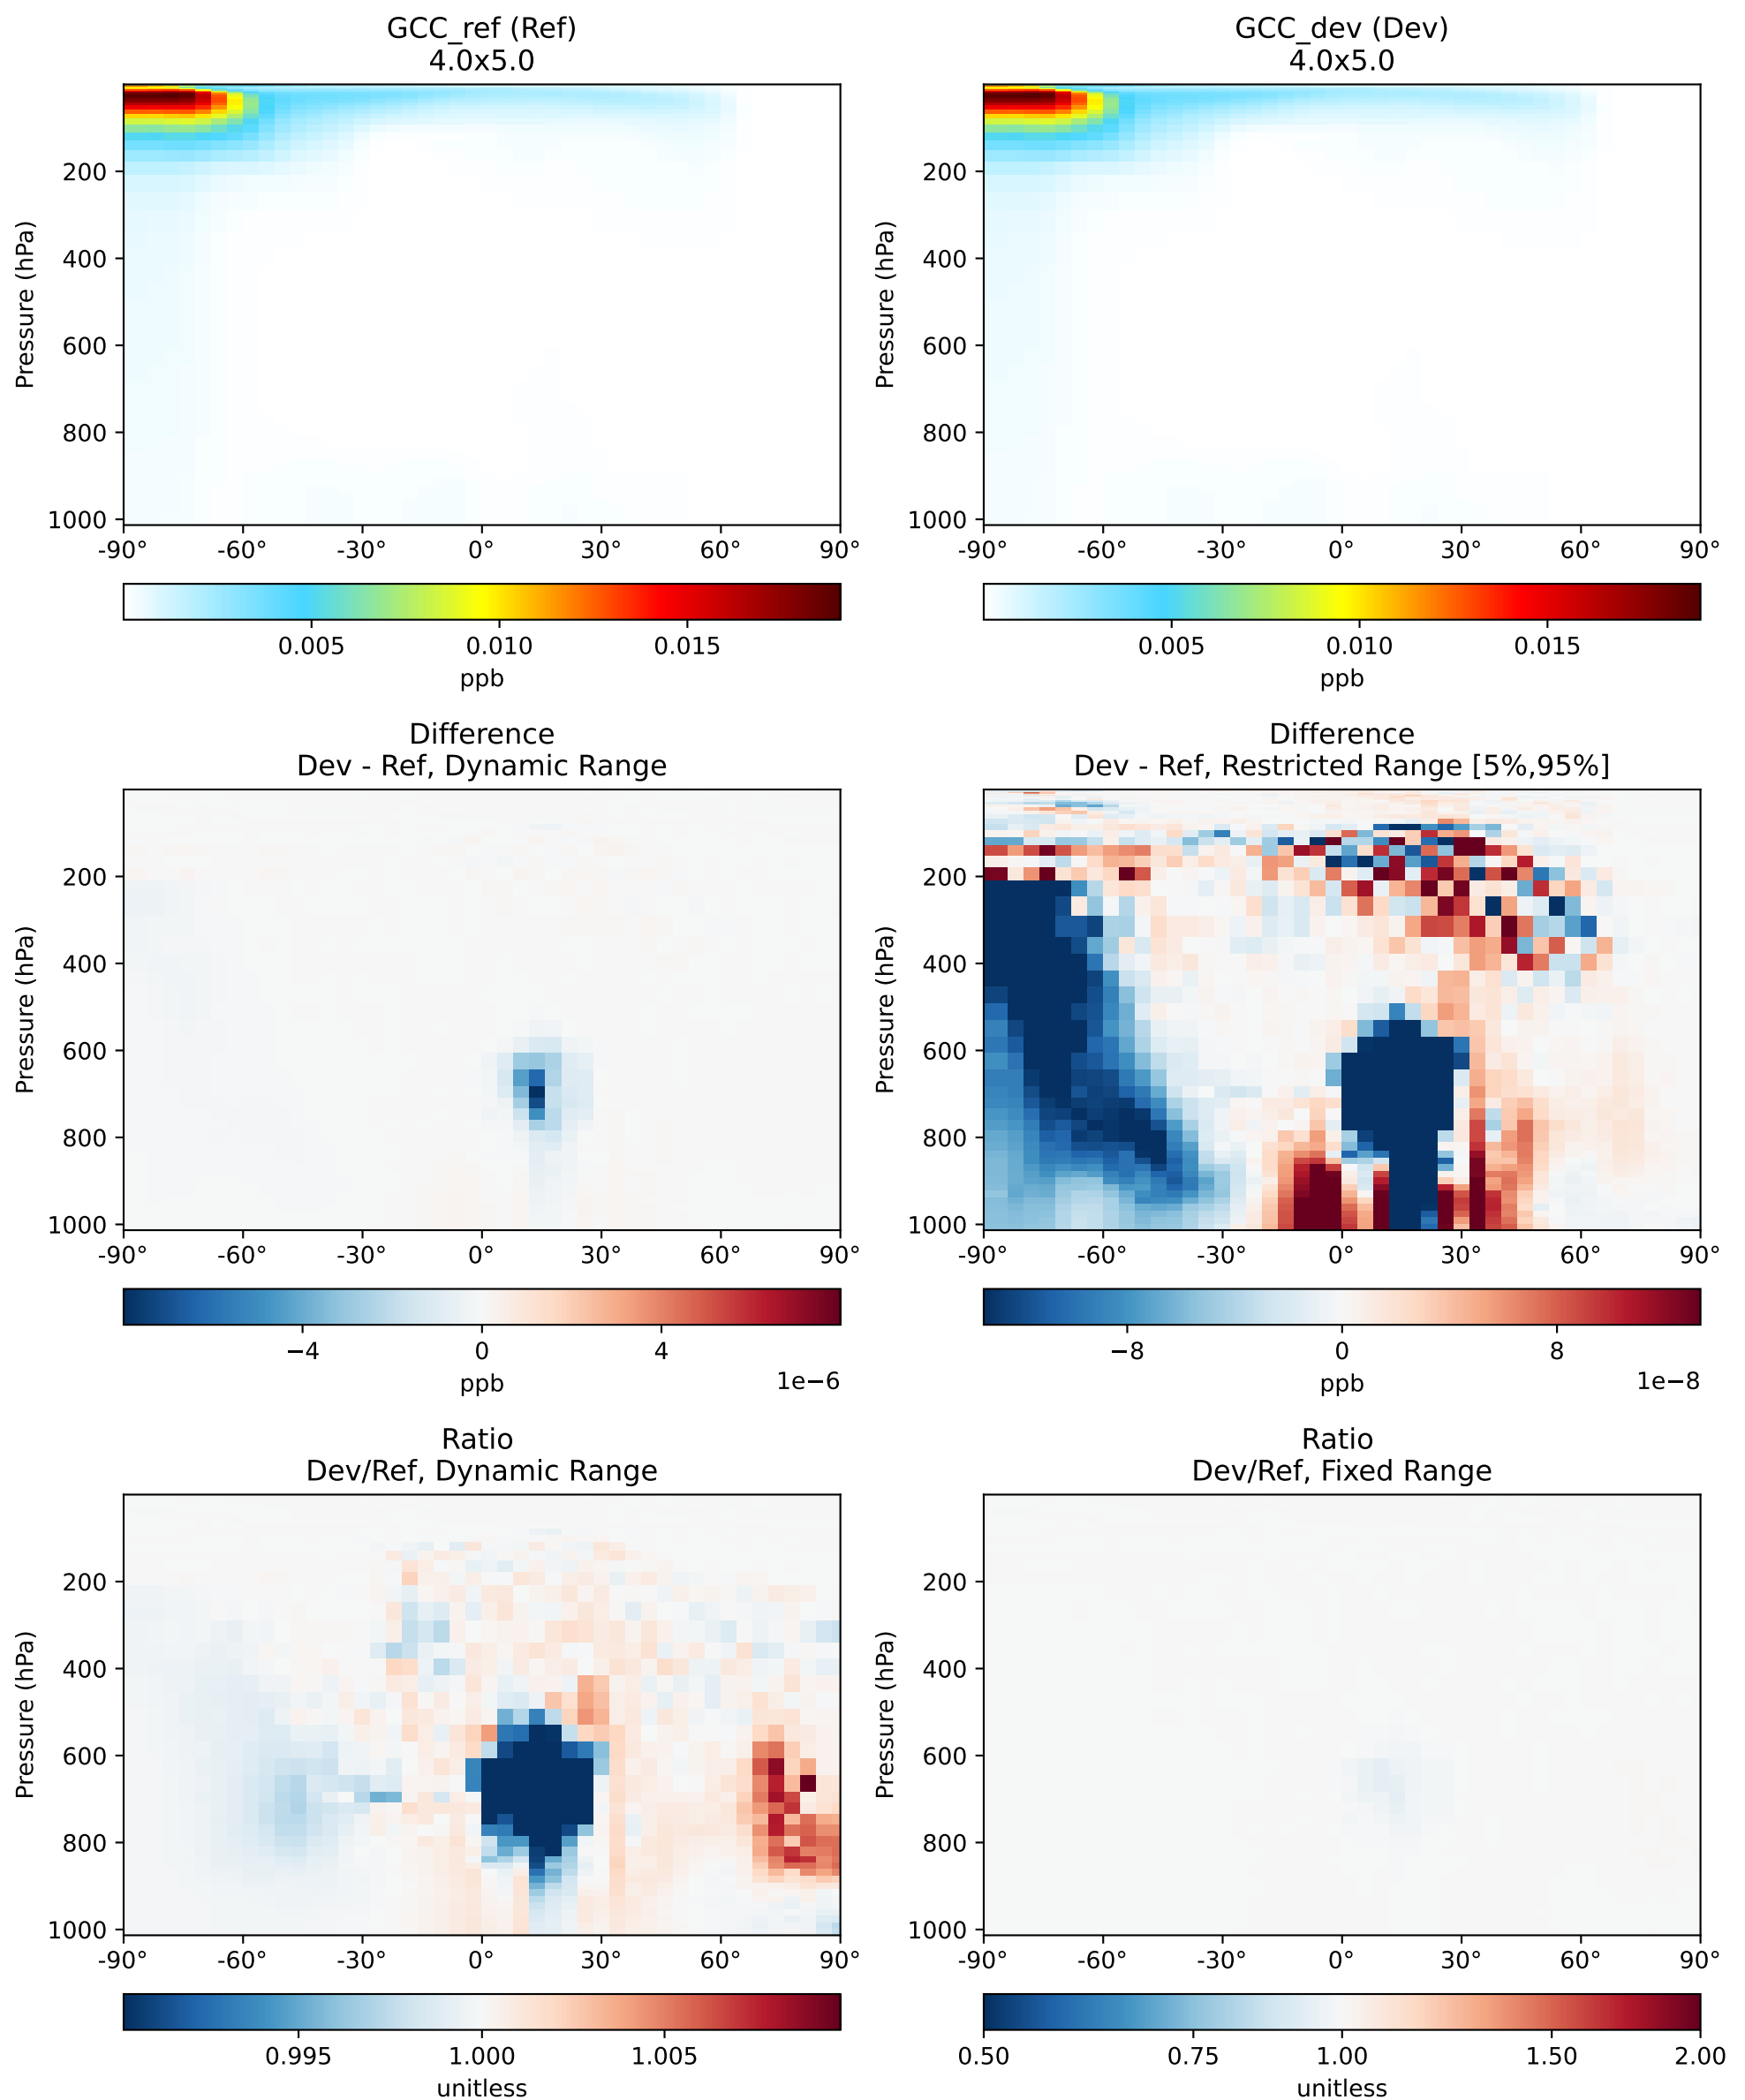 GCC_ref (Ref)
4.0x5.0
Pressure (hPa)
200
400
600
800
1000
-90° -60° -30° 0° 30° 60° 90°
0.005 0.010 0.015
ppb
GCC_dev (Dev)
4.0x5.0
Pressure (hPa)
200
400
600
800
1000
-90° -60° -30° 0° 30° 60° 90°
0.005 0.010 0.015
ppb
Difference
Dev - Ref, Dynamic Range
Pressure (hPa)
200
400
600
800
1000
-90° -60° -30° 0° 30° 60° 90°
−4 0 4
ppb 1e−6
Difference
Dev - Ref, Restricted Range [5%,95%]
Pressure (hPa)
200
400
600
800
1000
-90° -60° -30° 0° 30° 60° 90°
−8 0 8
ppb 1e−8
Ratio
Dev/Ref, Dynamic Range
Pressure (hPa)
200
400
600
800
1000
-90° -60° -30° 0° 30° 60° 90°
0.995 1.000 1.005
unitless
Ratio
Dev/Ref, Fixed Range
Pressure (hPa)
200
400
600
800
1000
-90° -60° -30° 0° 30° 60° 90°
0.50 0.75 1.00 1.50 2.00
unitless